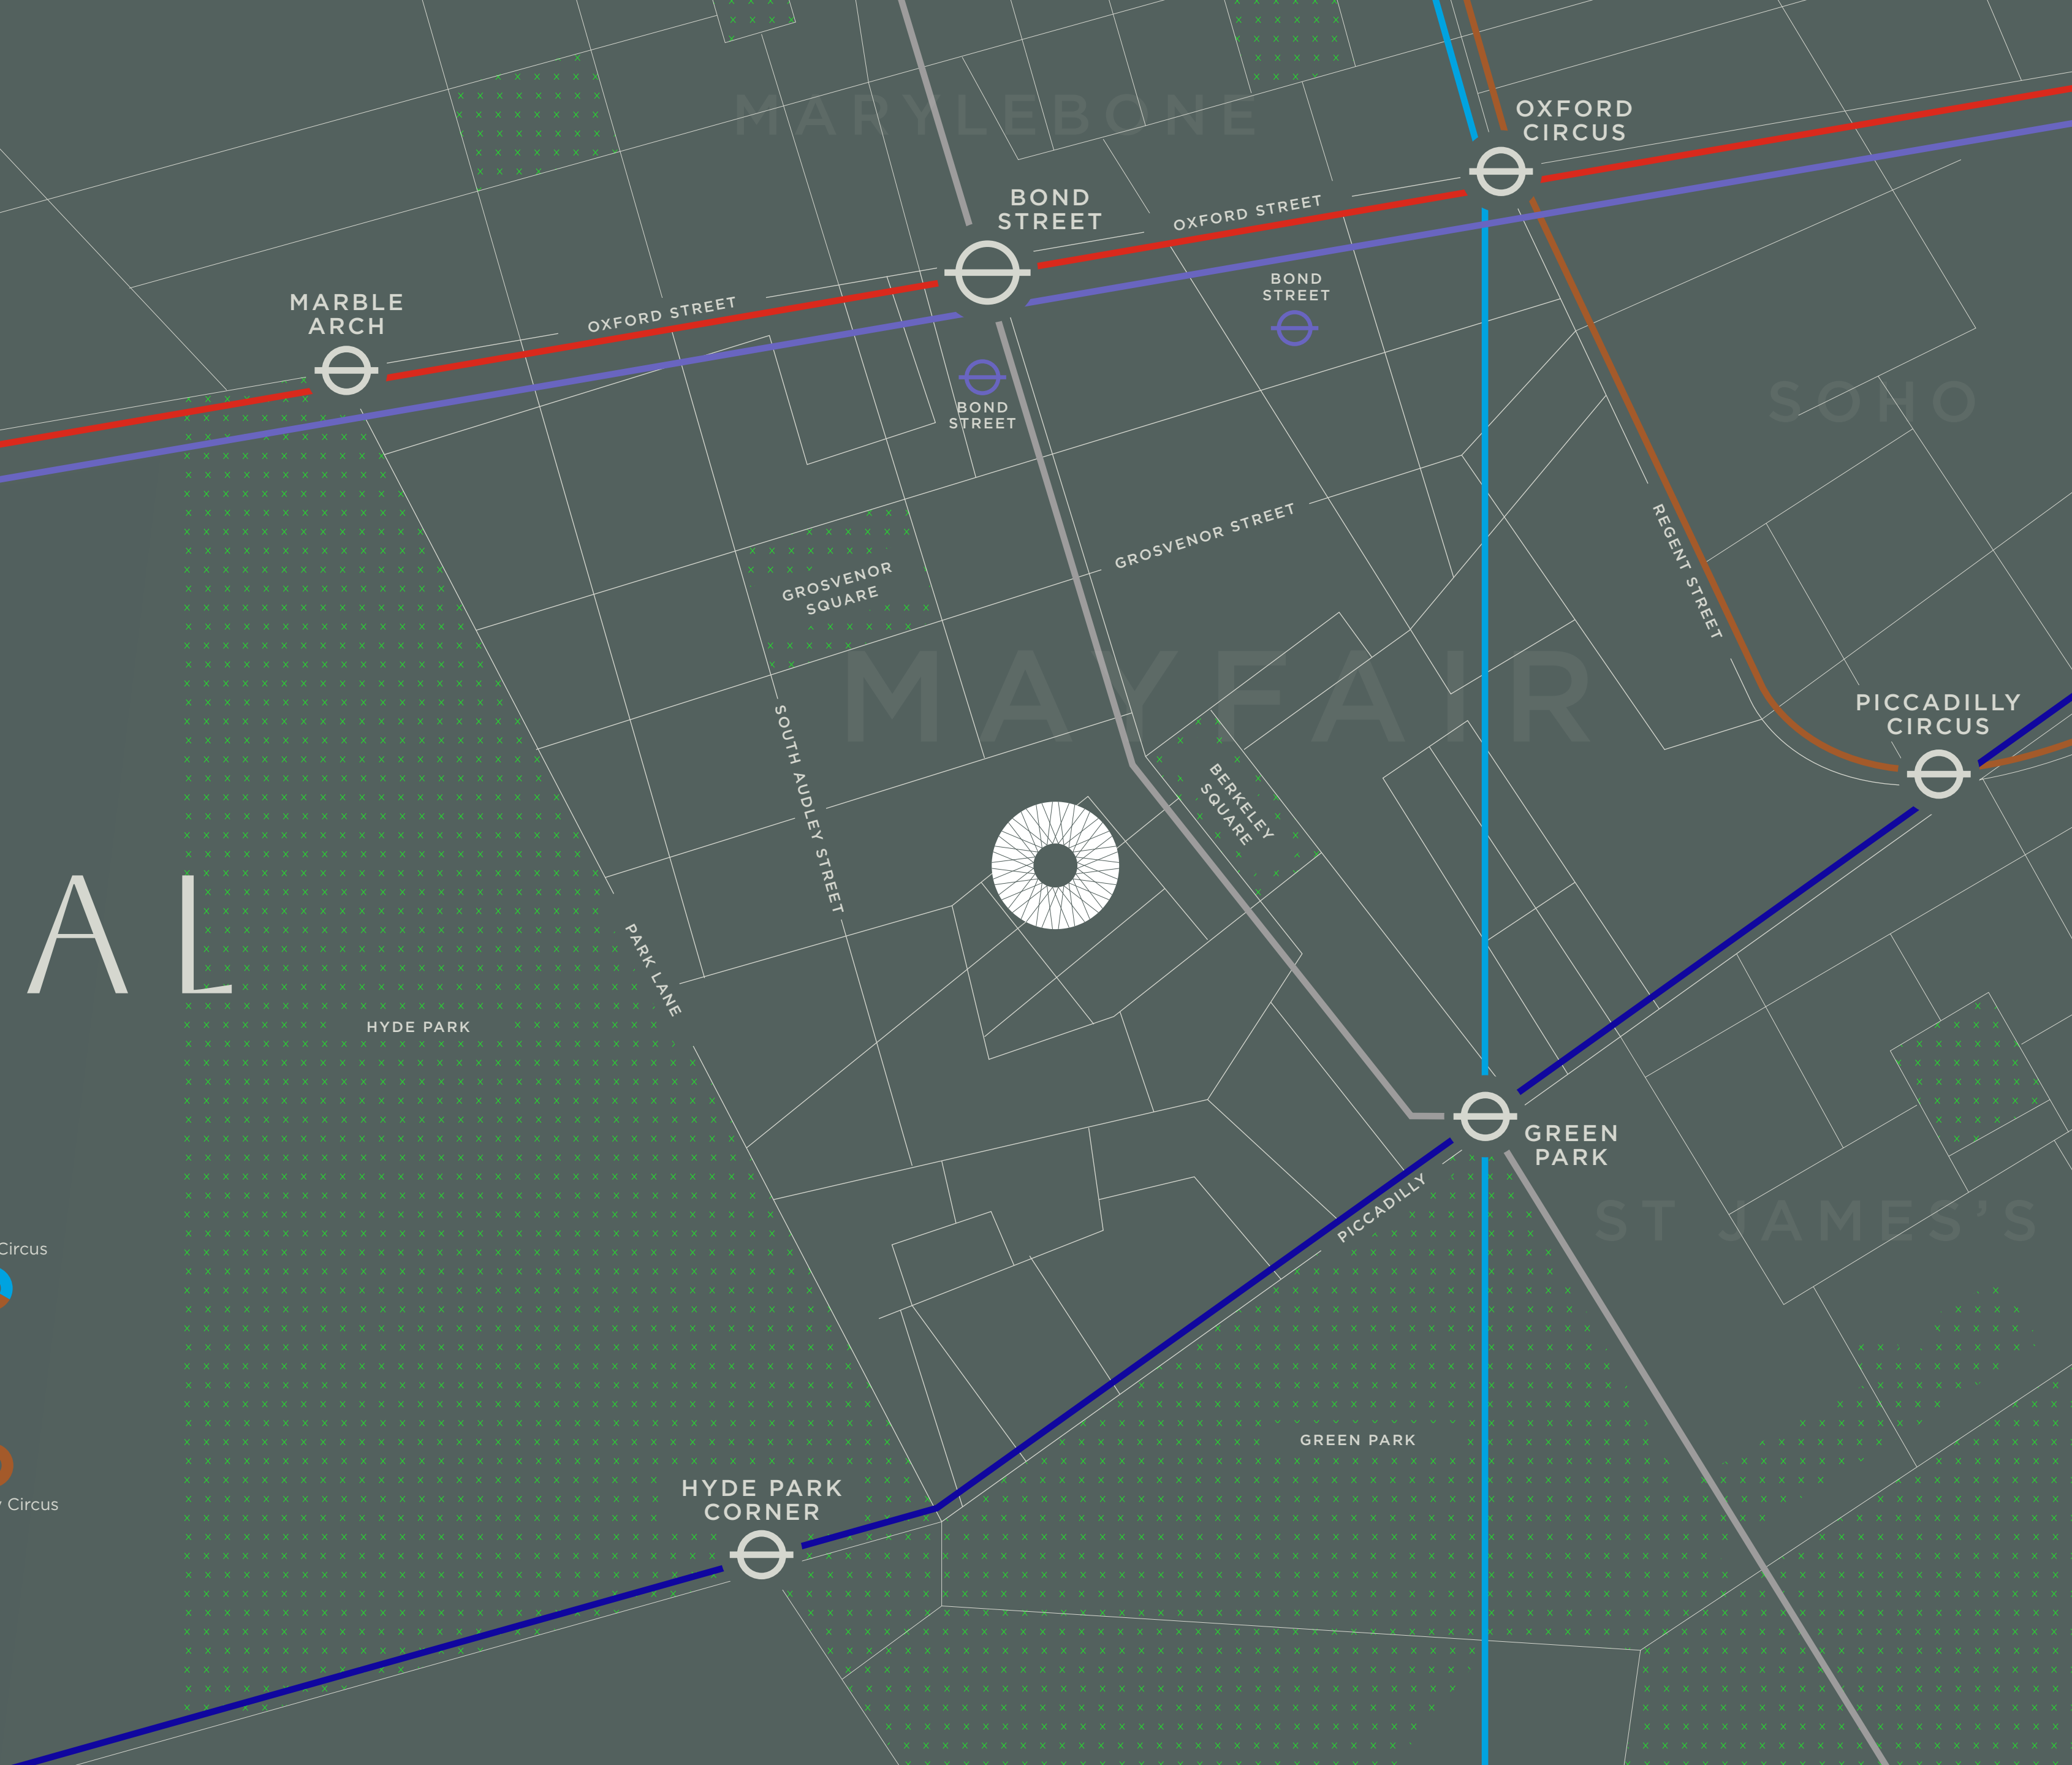 MARYLEBONE
OXFORD
CIRCUS
BOND
STREET
OXFORD STREET
BOND
STREET
MARBLE
ARCH
OXFORD STREET
BOND
STREET
SOHO
GROSVENOR STREET
REGENT STREET
GROSVENOR
SQUARE
MAYFAIR
PICCADILLY
CIRCUS
SOUTH AUDLEY STREET
BERKELEY
SQUARE
AL
PARK LANE
HYDE PARK
GREEN
PARK
PICCADILLY
ST JAMES’S
Circus
GREEN PARK
HYDE PARK
CORNER
Circus